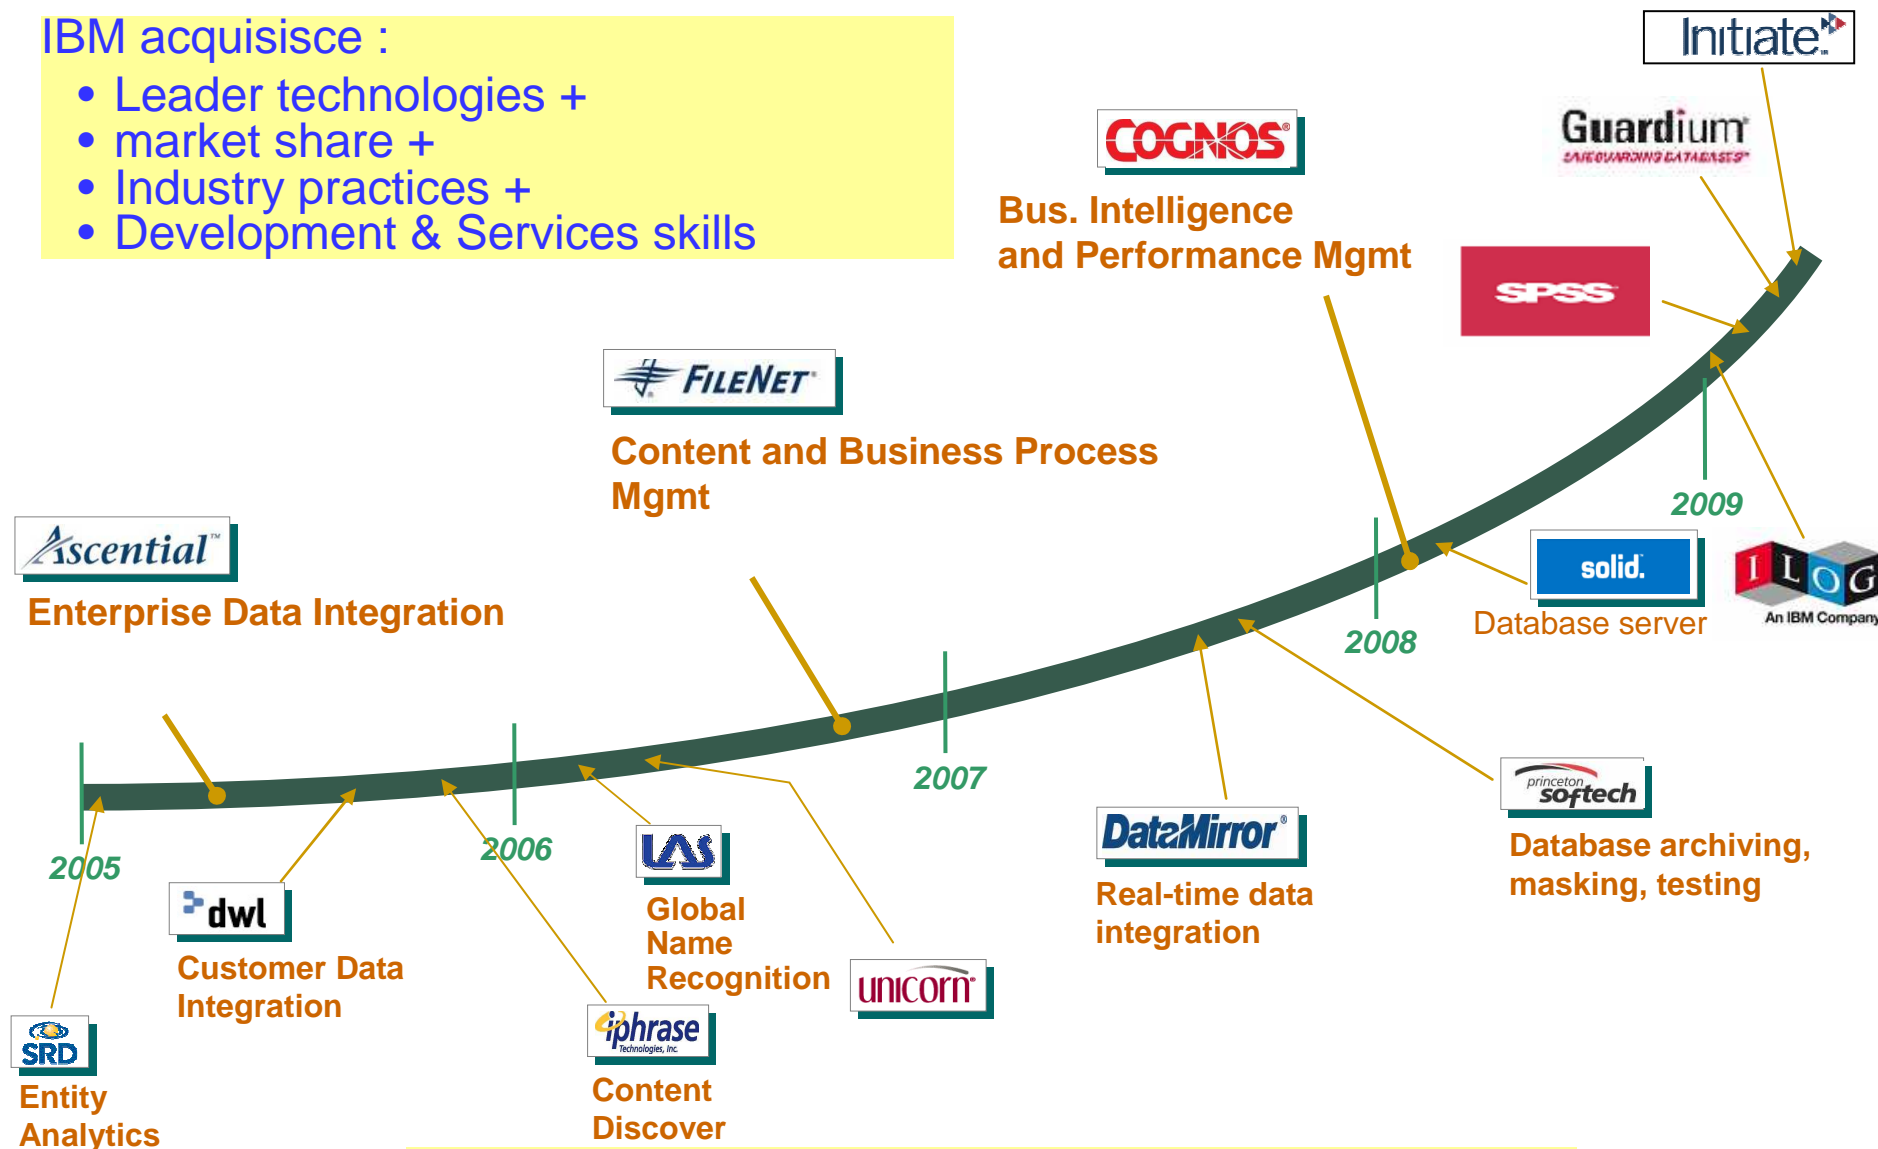 IBM acquisisce :
• Leader technologies +
• market share +
• Industry practices +
• Development & Services skills
Initiate.
Guardium
SAFEGUARDING DATABASES
COGNOS
Bus. Intelligence
and Performance Mgmt
SPSS
FILENET
Content and Business Process
Mgmt
2009
Ascential™
Enterprise Data Integration
solid.
Database server
ILOG
An IBM Company
2008
2007
2006
2005
princeton
softech
Database archiving,
masking, testing
DataMirror®
Real-time data
integration
LAS
Global
Name
Recognition
unicorn
dwl
Customer Data
Integration
iphrase
Technologies, Inc.
Content
Discover
SRD
Entity
Analytics